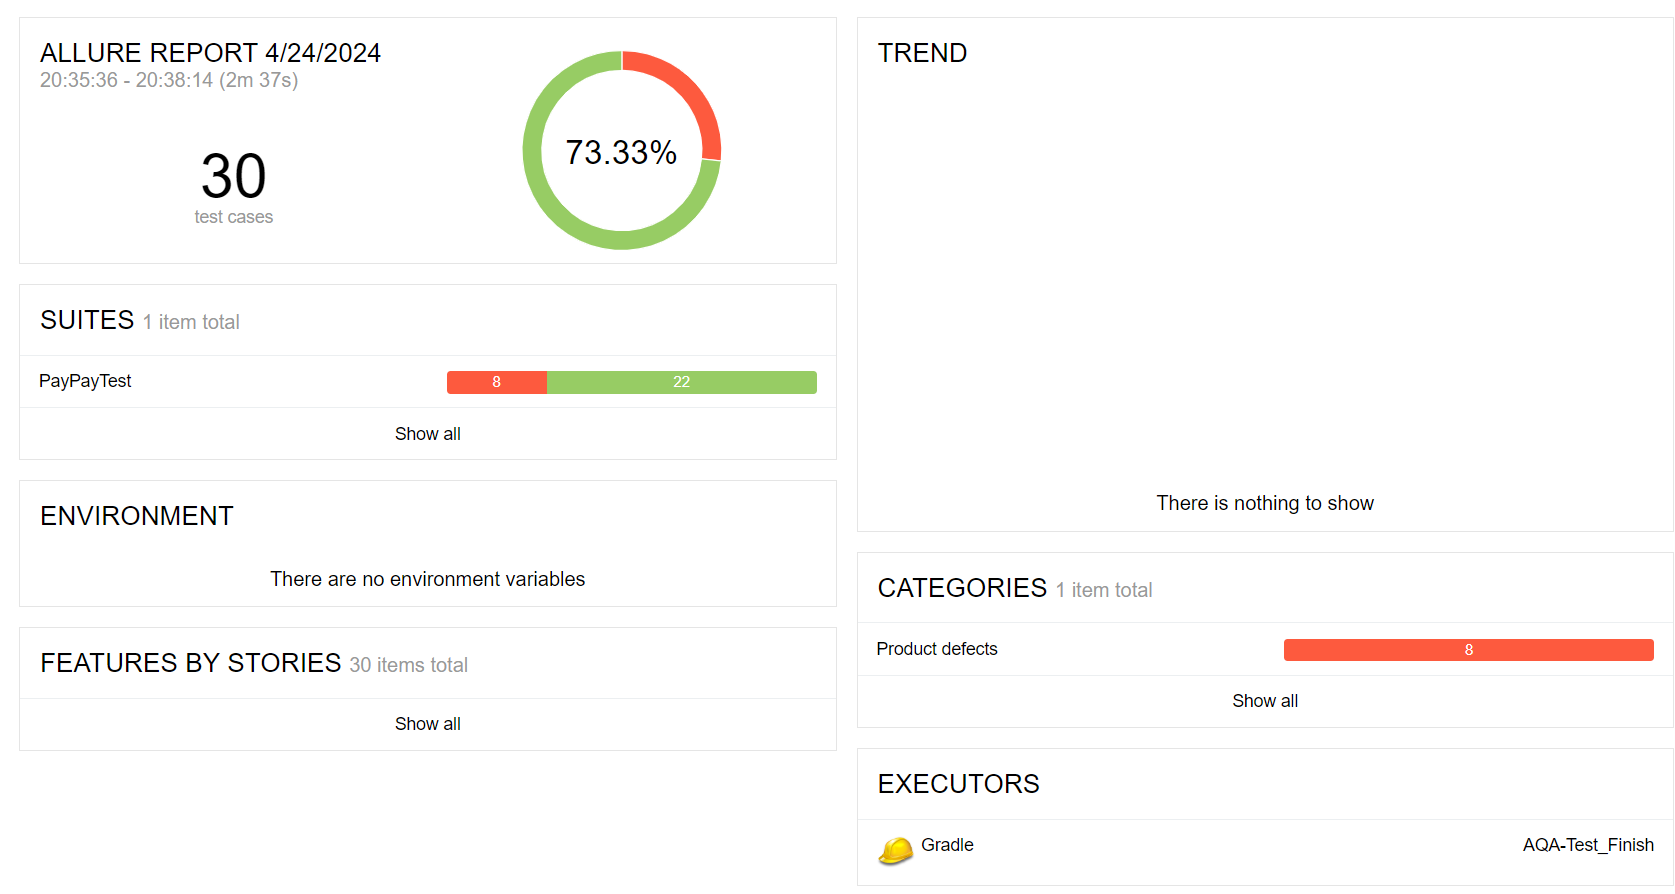 ALLURE REPORT 4/24/2024
20:35:36 - 20:38:14 (2m 37s)
30
test cases
73.33%
SUITES 1 item total
PayPayTest 8 22
Show all
ENVIRONMENT
There are no environment variables
FEATURES BY STORIES 30 items total
Show all
TREND
There is nothing to show
CATEGORIES 1 item total
Product defects 8
Show all
EXECUTORS
Gradle AQA-Test_Finish